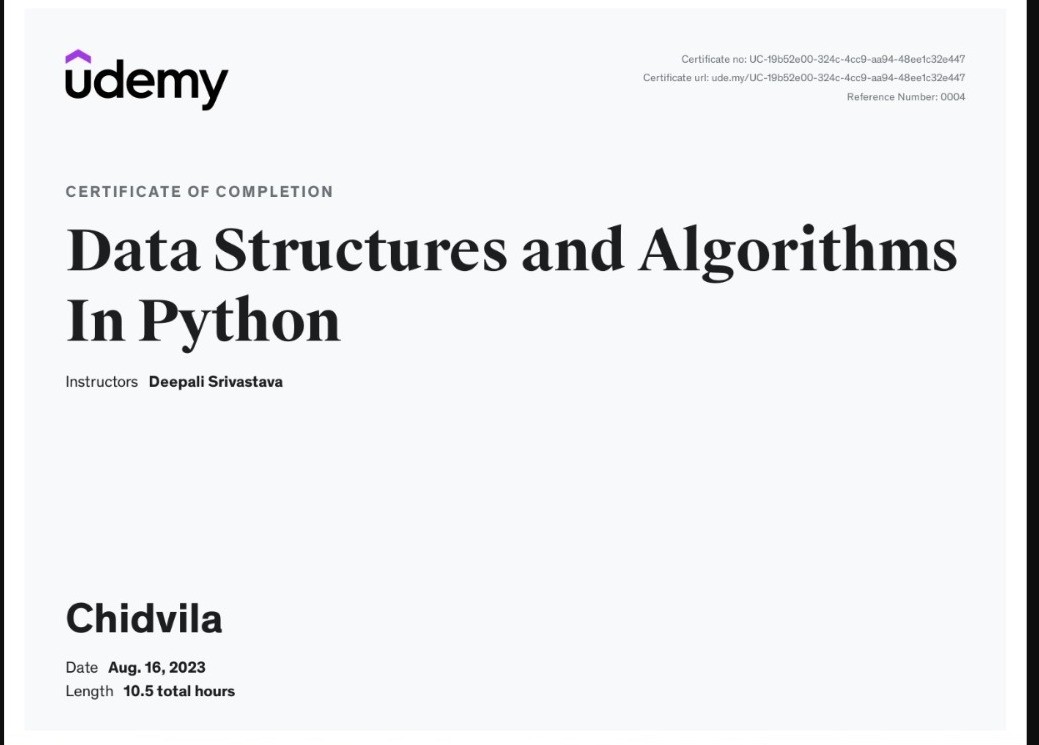 udemy
Certificate no: UC-19b52e00-324c-4cc9-aa94-48ee1c32e447
Certificate url: ude.my/UC-19b52e00-324c-4cc9-aa94-48ee1c32e447
Reference Number: 0004
CERTIFICATE OF COMPLETION
Data Structures and Algorithms
In Python
Instructors Deepali Srivastava
Chidvila
Date Aug. 16, 2023
Length 10.5 total hours